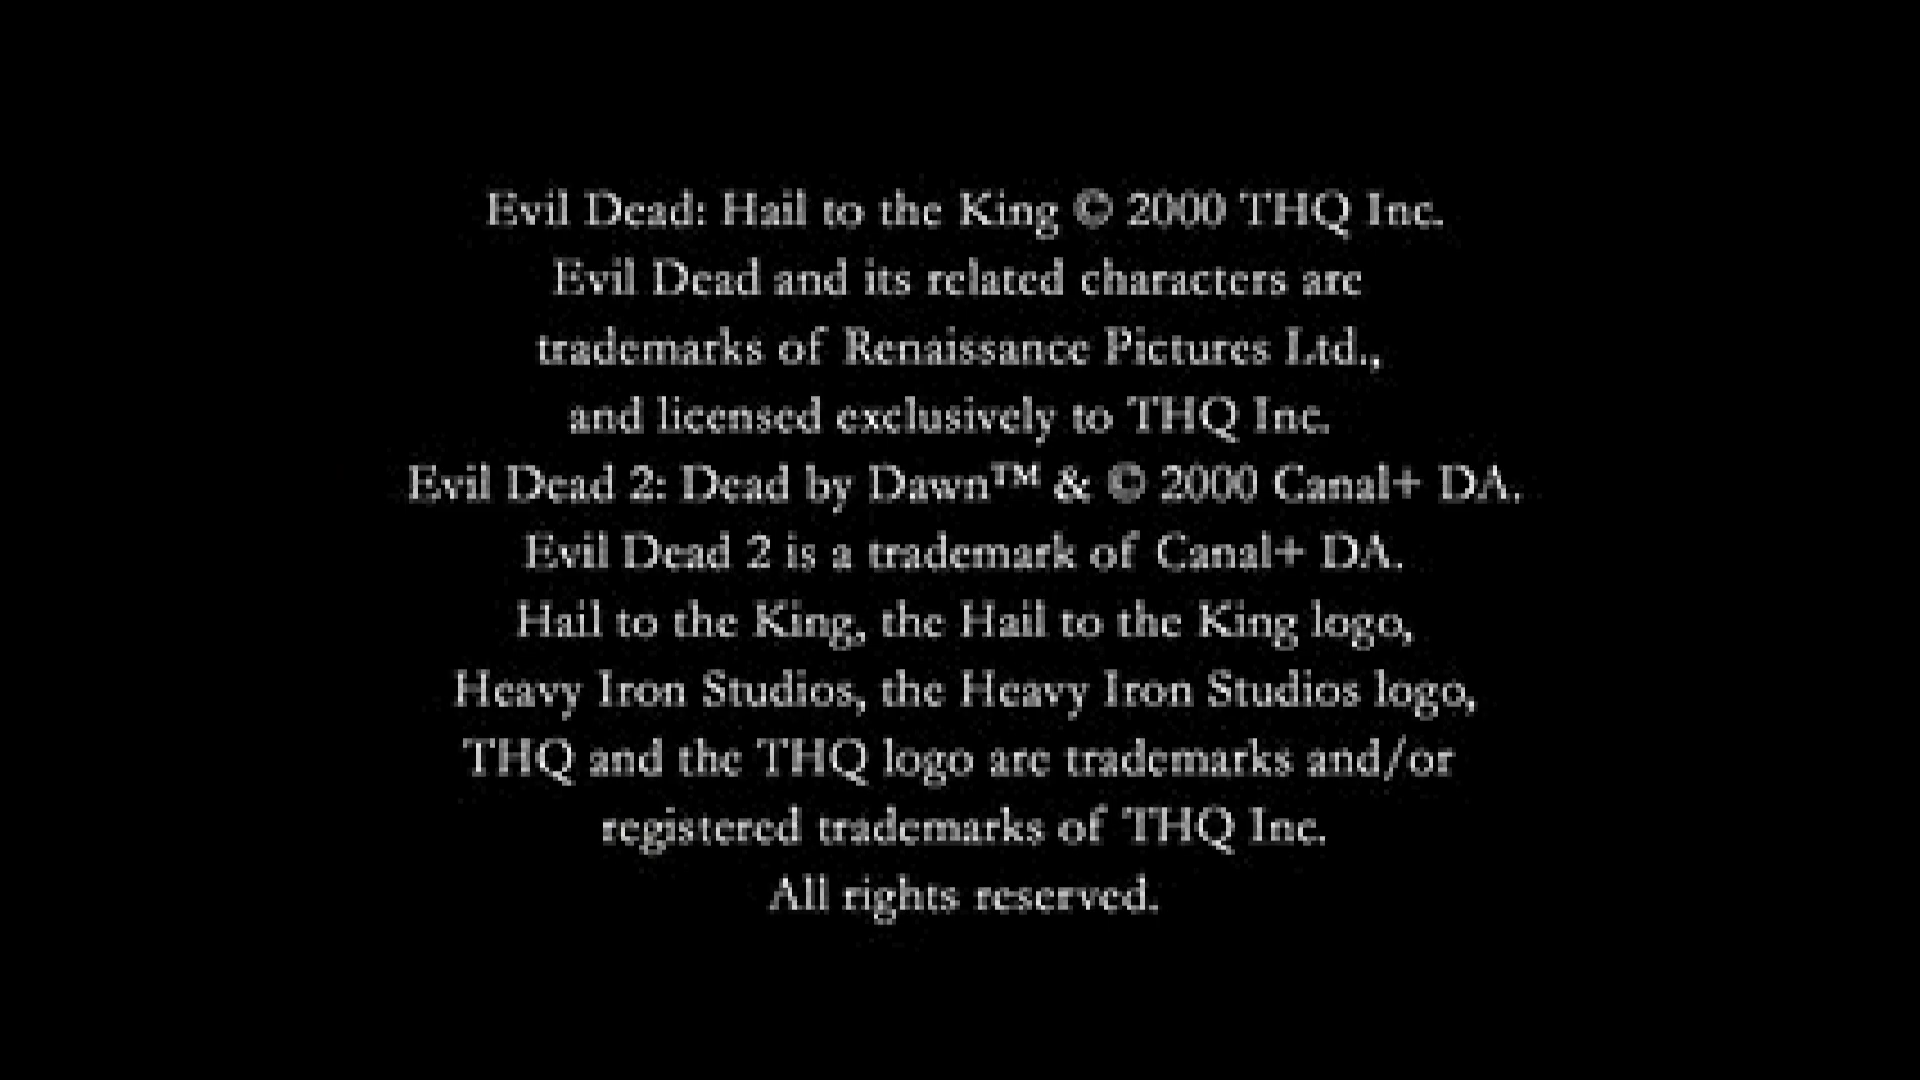 Evil Dead: Hail to the King © 2000 THQ Inc.
Evil Dead and its related characters are
trademarks of Renaissance Pictures Ltd.,
and licensed exclusively to THQ Inc.
Evil Dead 2: Dead by Dawn™ & © 2000 Canal+ DA.
Evil Dead 2 is a trademark of Canal+ DA.
Hail to the King, the Hail to the King logo,
Heavy Iron Studios, the Heavy Iron Studios logo,
THQ and the THQ logo are trademarks and/or
registered trademarks of THQ Inc.
All rights reserved.